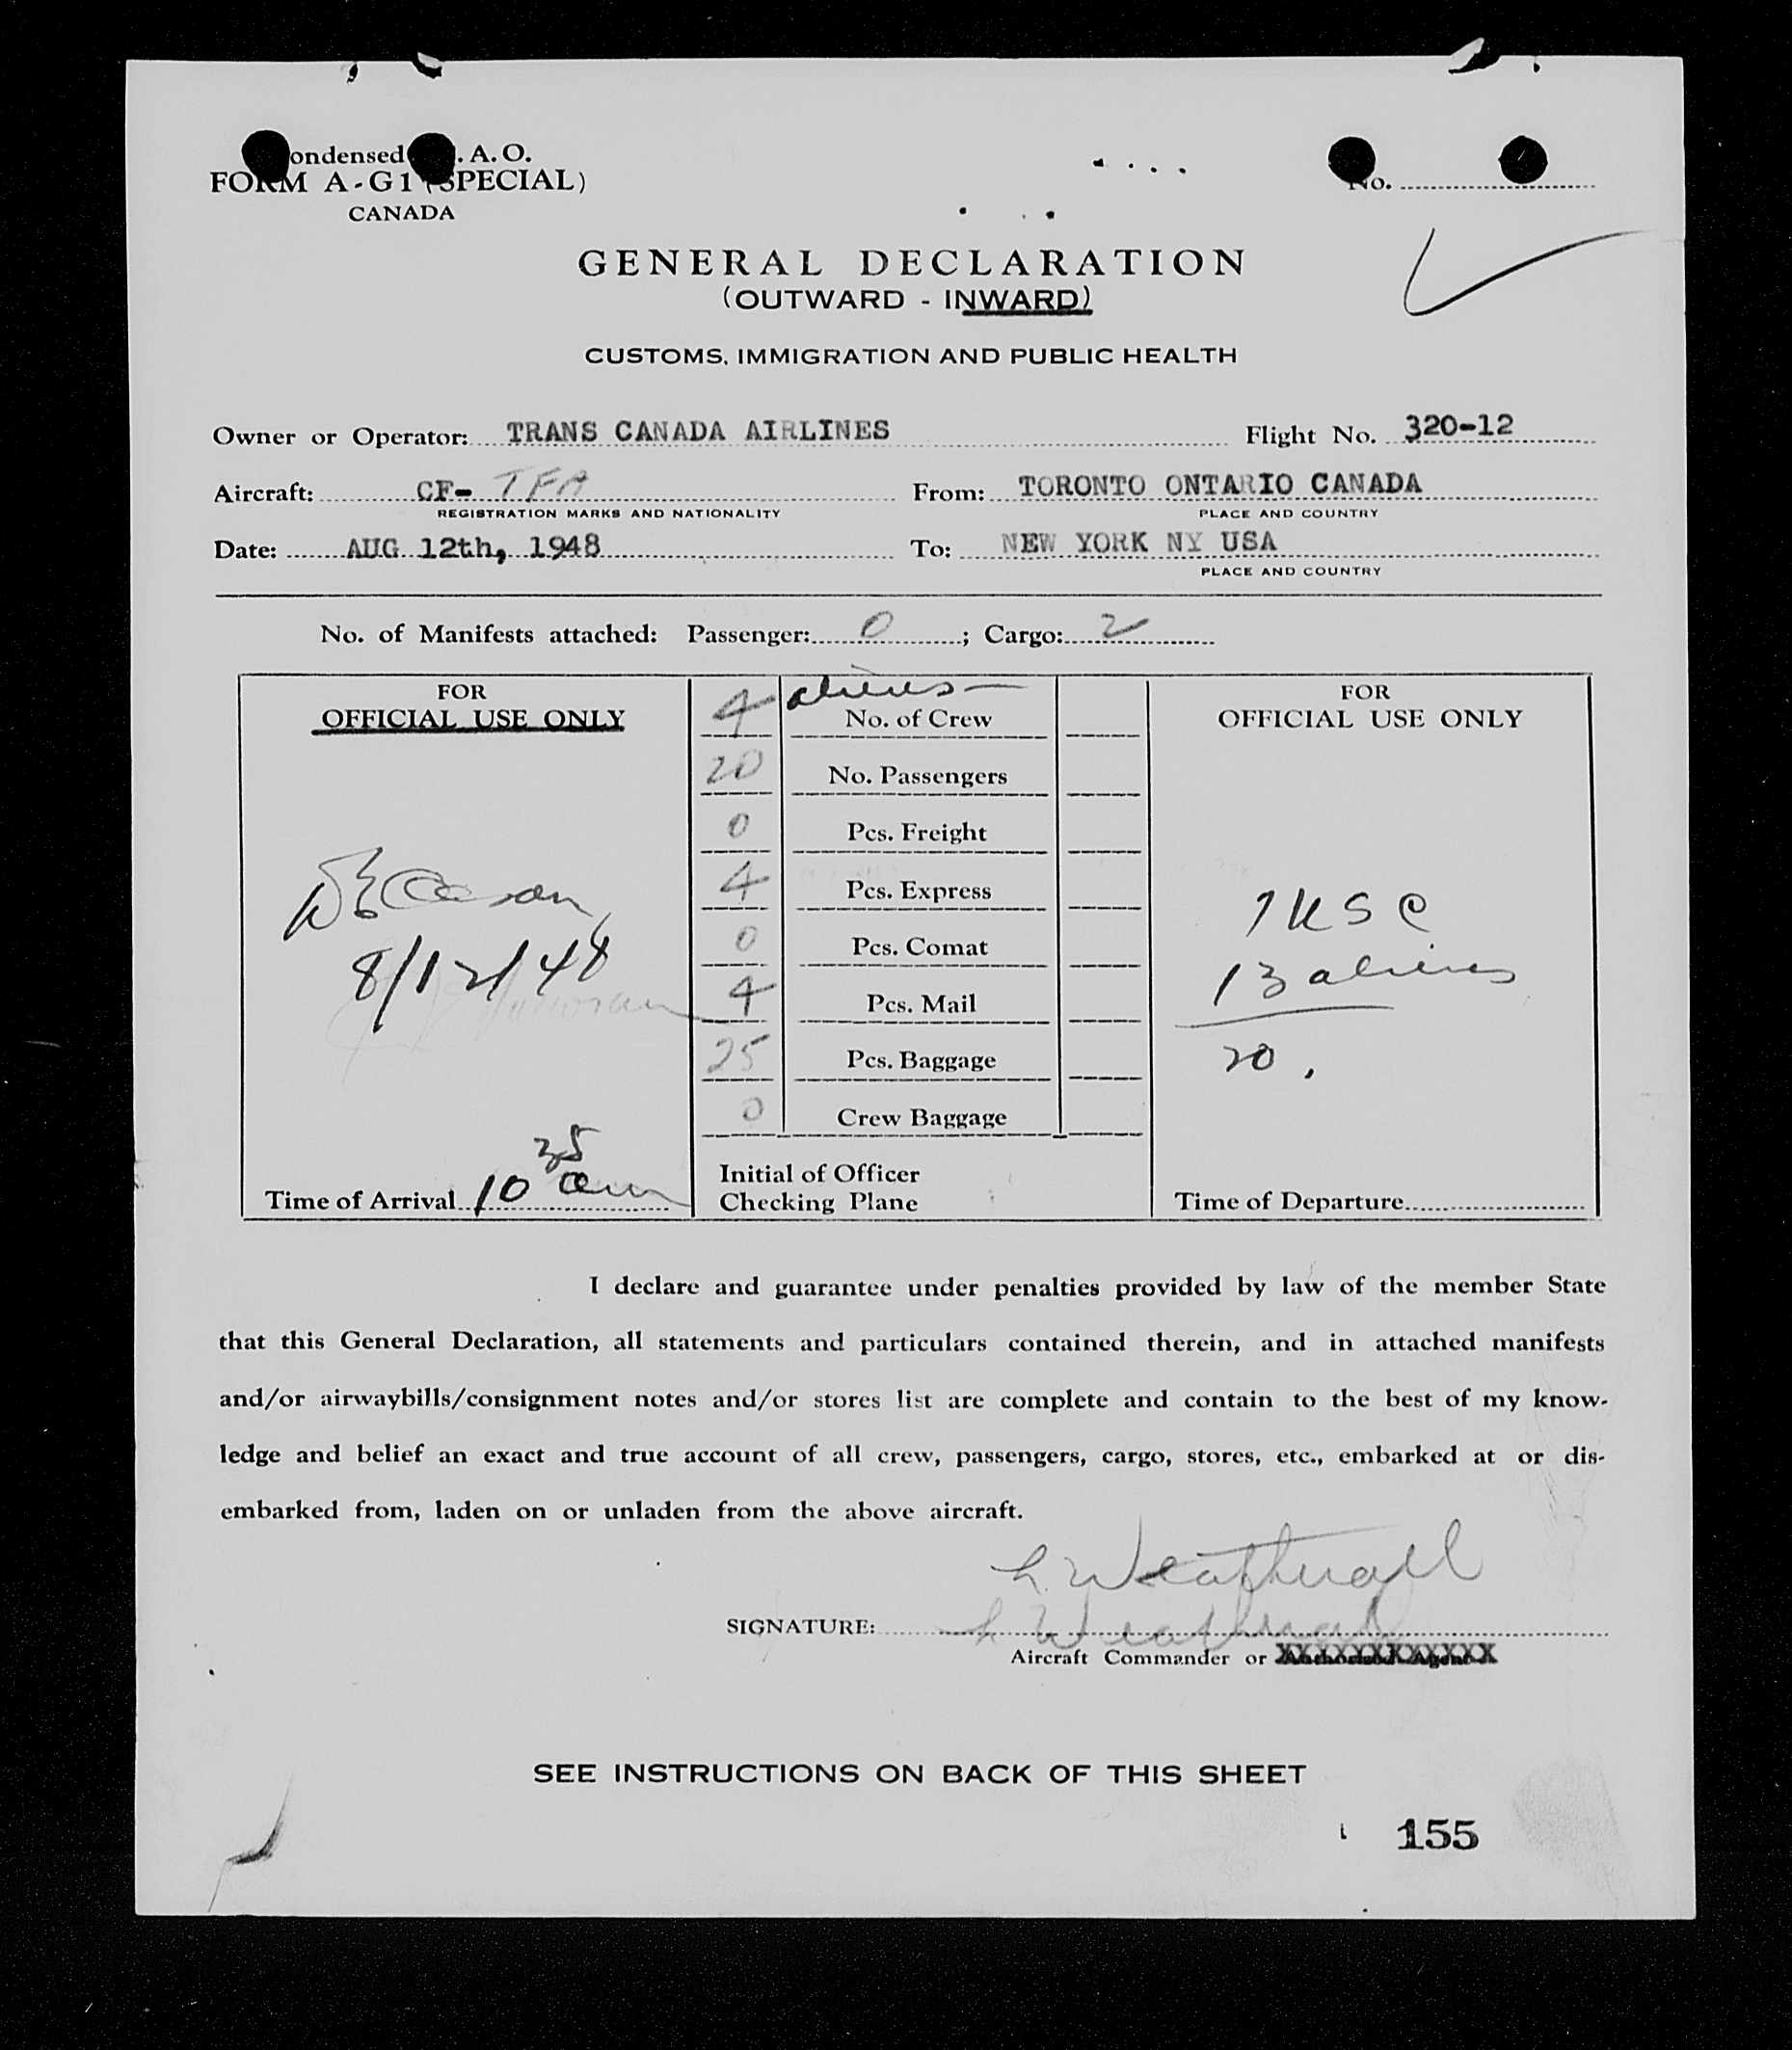 ondensed . A. O.
FORM A-G1 (SPECIAL)
CANADA
No.
GENERAL DECLARATION
(OUTWARD - INWARD)
CUSTOMS, IMMIGRATION AND PUBLIC HEALTH
Owner or Operator: TRANS CANADA AIRLINES Flight No. 320-12
Aircraft: CF- TFA From: TORONTO ONTARIO CANADA
REGISTRATION MARKS AND NATIONALITY PLACE AND COUNTRY
Date: AUG 12th, 1948 To: NEW YORK NY USA
PLACE AND COUNTRY
No. of Manifests attached: Passenger: 0 ; Cargo: 2
FOR
OFFICIAL USE ONLY
8/12/48
Time of Arrival 10 35 am
4 aliens -
No. of Crew
20 No. Passengers
0 Pcs. Freight
4 Pcs. Express
0 Pcs. Comat
4 Pcs. Mail
25 Pcs. Baggage
0 Crew Baggage
Initial of Officer
Checking Plane
FOR
OFFICIAL USE ONLY
7 USC
13 aliens
20
Time of Departure
I declare and guarantee under penalties provided by law of the member State
that this General Declaration, all statements and particulars contained therein, and in attached manifests
and/or airwaybills/consignment notes and/or stores list are complete and contain to the best of my know-
ledge and belief an exact and true account of all crew, passengers, cargo, stores, etc., embarked at or dis-
embarked from, laden on or unladen from the above aircraft.
L. Weatherall
SIGNATURE: L Weatherall
Aircraft Commander or Authorized Agent
SEE INSTRUCTIONS ON BACK OF THIS SHEET
155